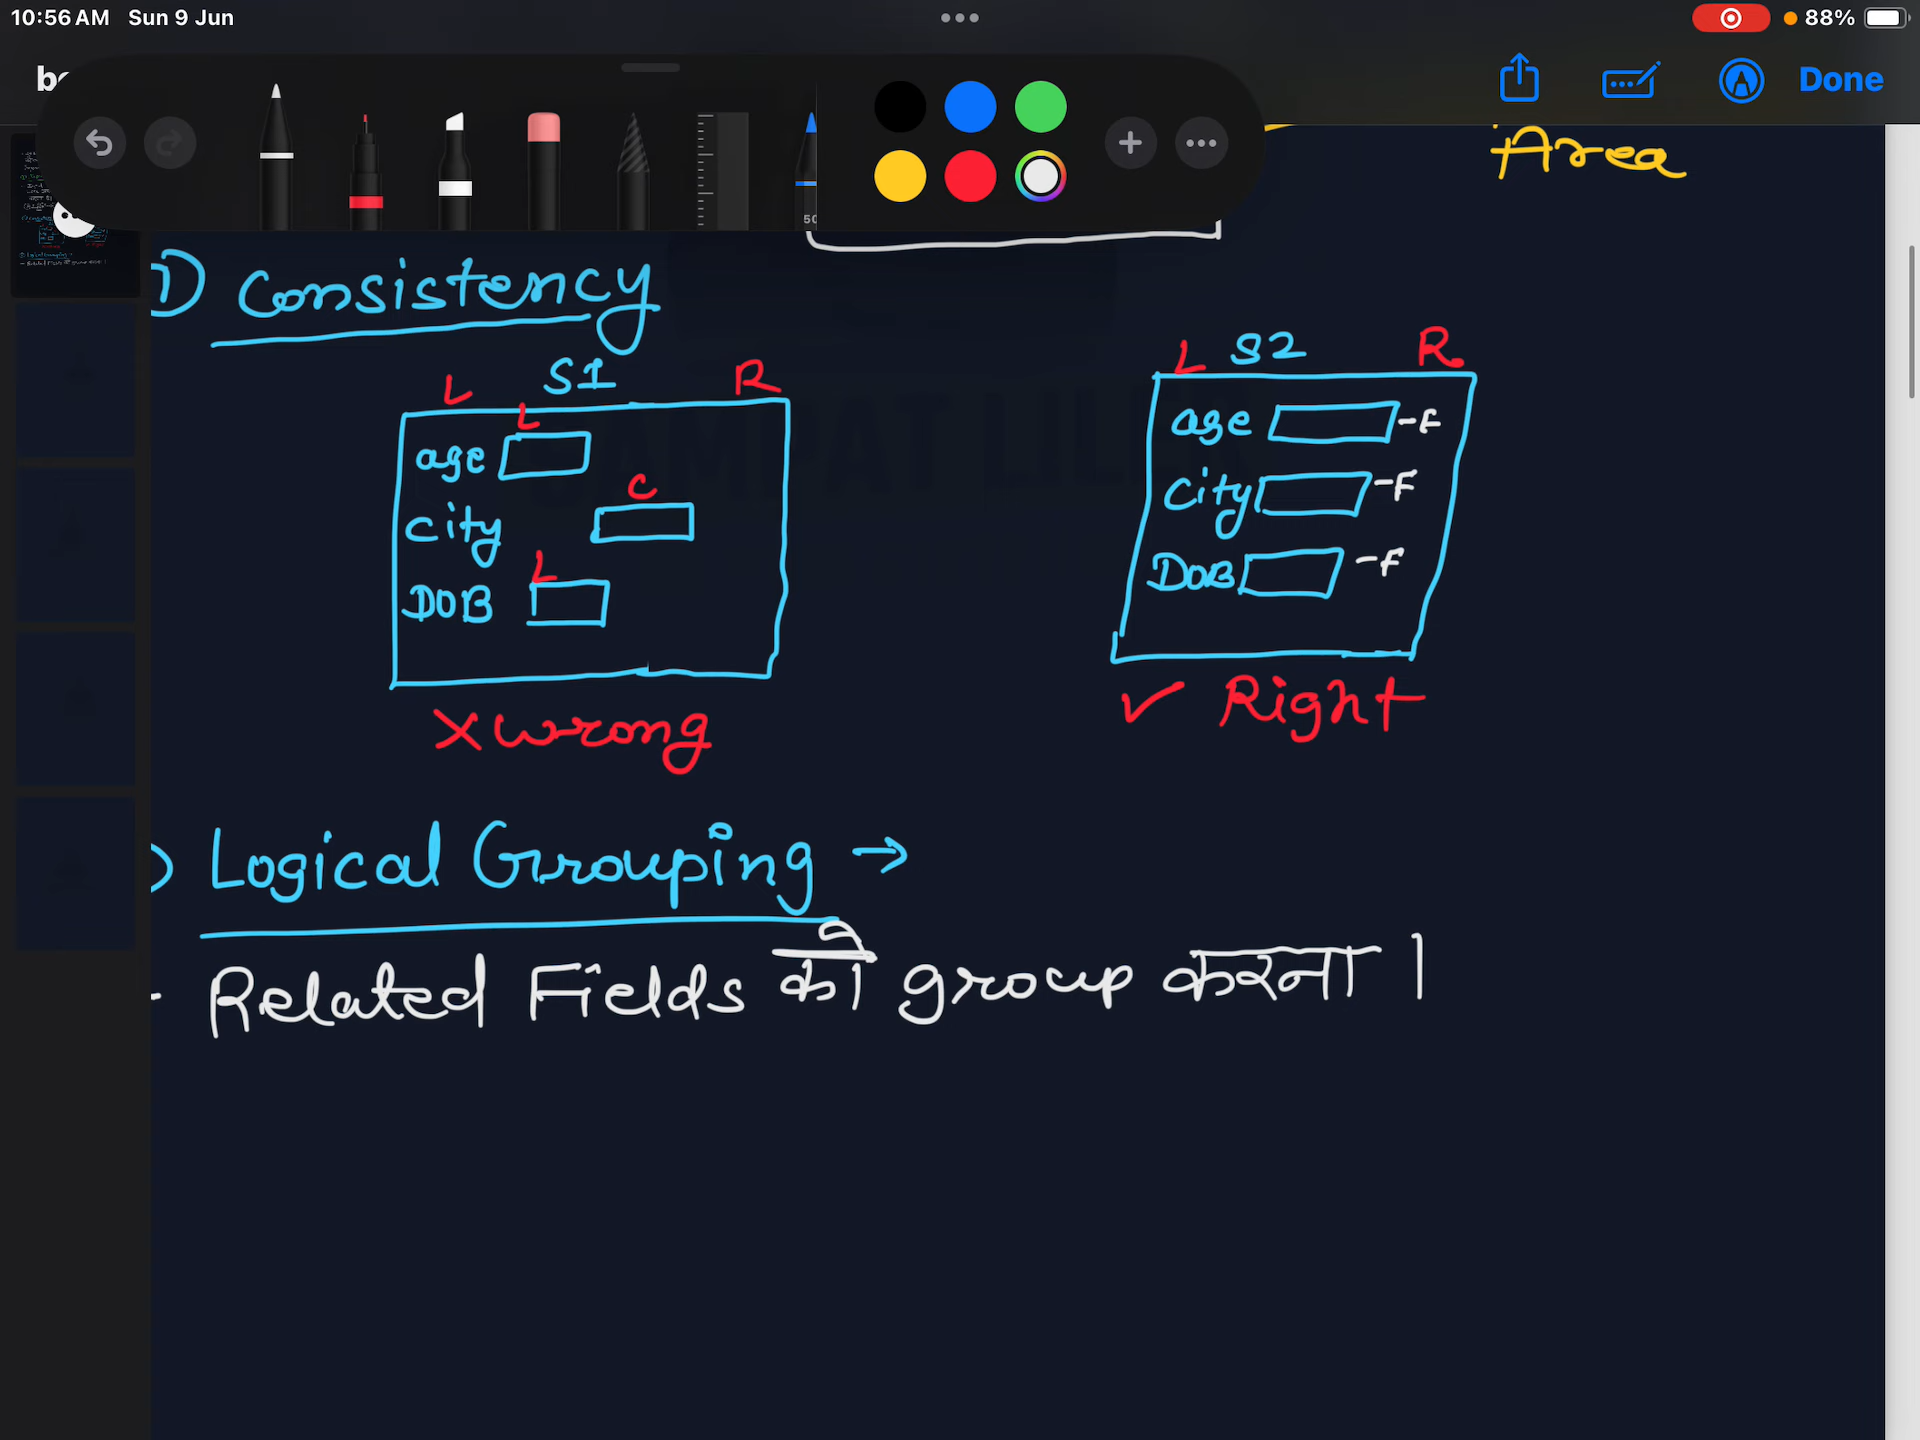 10:56 AM Sun 9 Jun
88%
Done
50
Area
1) Consistency
L S1 R
L S2 R
L
age
C
city
L
DOB
age -F
City -F
DOB -F
X wrong
✓ Right
) Logical Grouping →
- Related Fields को group करना।